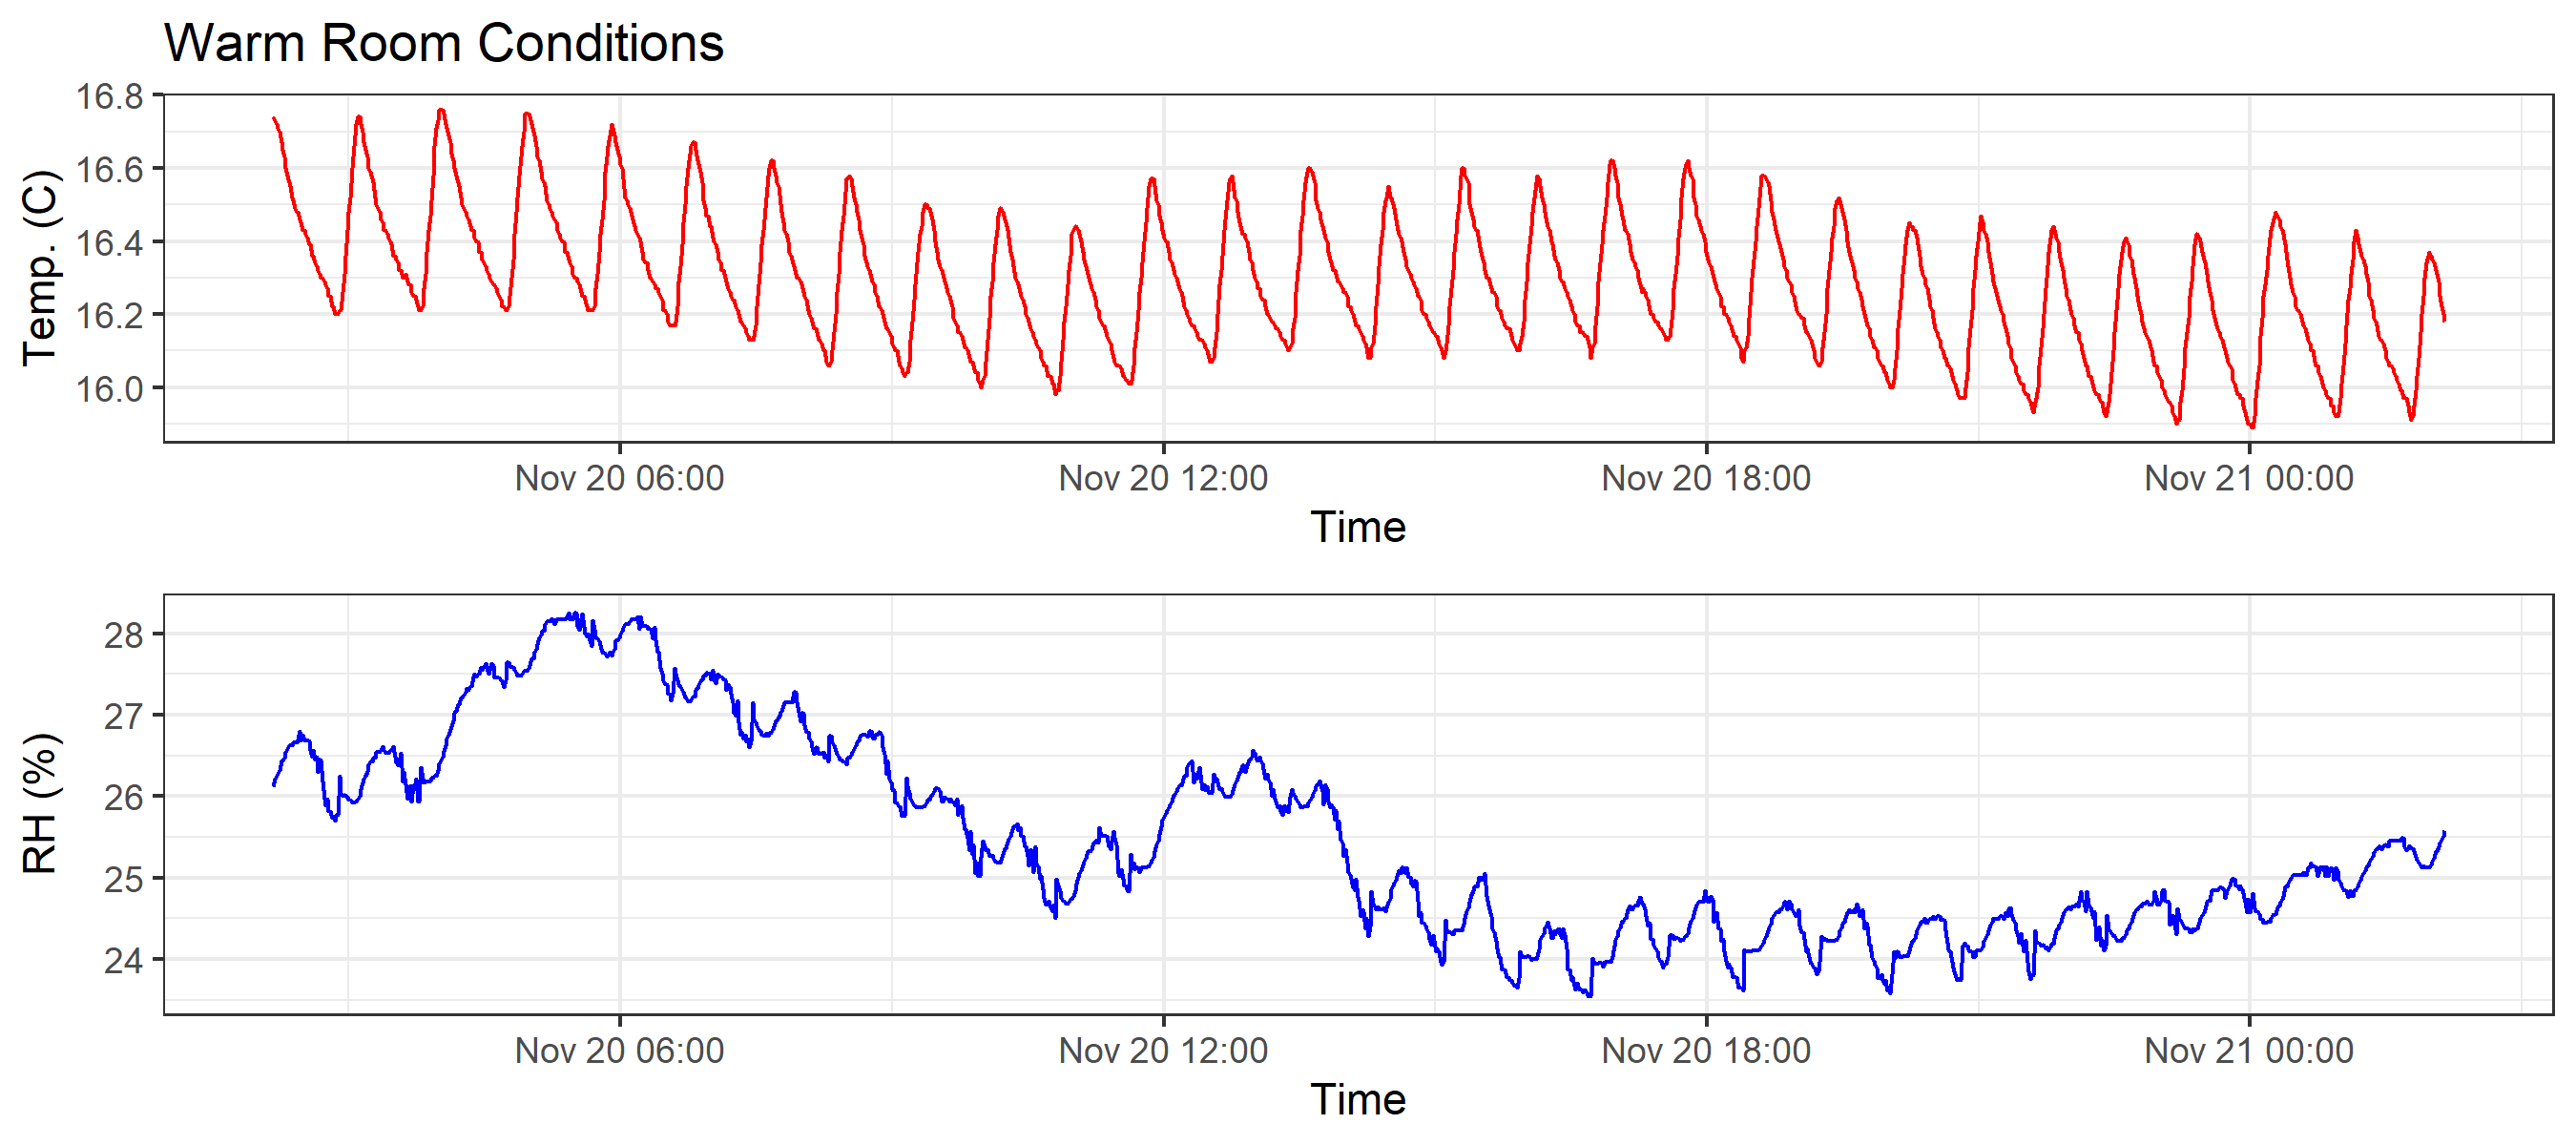 Warm Room Conditions
Temp. (C)
16.8
16.6
16.4
16.2
16.0
Nov 20 06:00 Nov 20 12:00 Nov 20 18:00 Nov 21 00:00
Time
RH (%)
28
27
26
25
24
Nov 20 06:00 Nov 20 12:00 Nov 20 18:00 Nov 21 00:00
Time